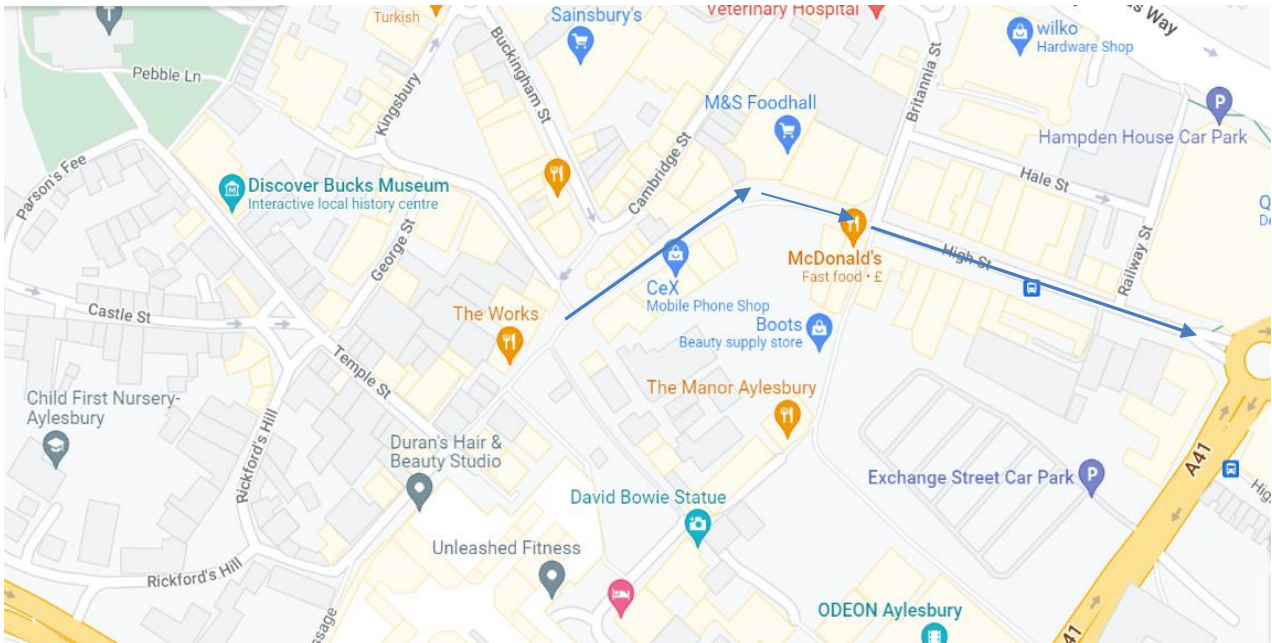 Turkish
Sainsbury's
Veterinary Hospital
wilko
Hardware Shop
Way
Pebble Ln
Kingsbury
Buckingham St
Britannia St
M&S Foodhall
P
Hampden House Car Park
Parson's Fee
Discover Bucks Museum
Interactive local history centre
Cambridge St
Hale St
George St
McDonald's
Fast food • £
High St
Railway St
CeX
Mobile Phone Shop
Castle St
The Works
Boots
Beauty supply store
Temple St
The Manor Aylesbury
Child First Nursery-
Aylesbury
Rickford's Hill
Duran's Hair &
Beauty Studio
A41
Exchange Street Car Park
P
David Bowie Statue
Unleashed Fitness
Rickford's Hill
ODEON Aylesbury